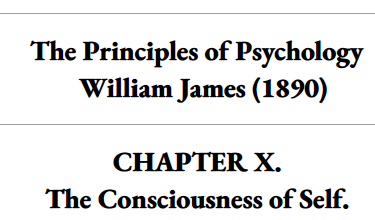 The Principles of Psychology
William James (1890)
CHAPTER X.
The Consciousness of Self.